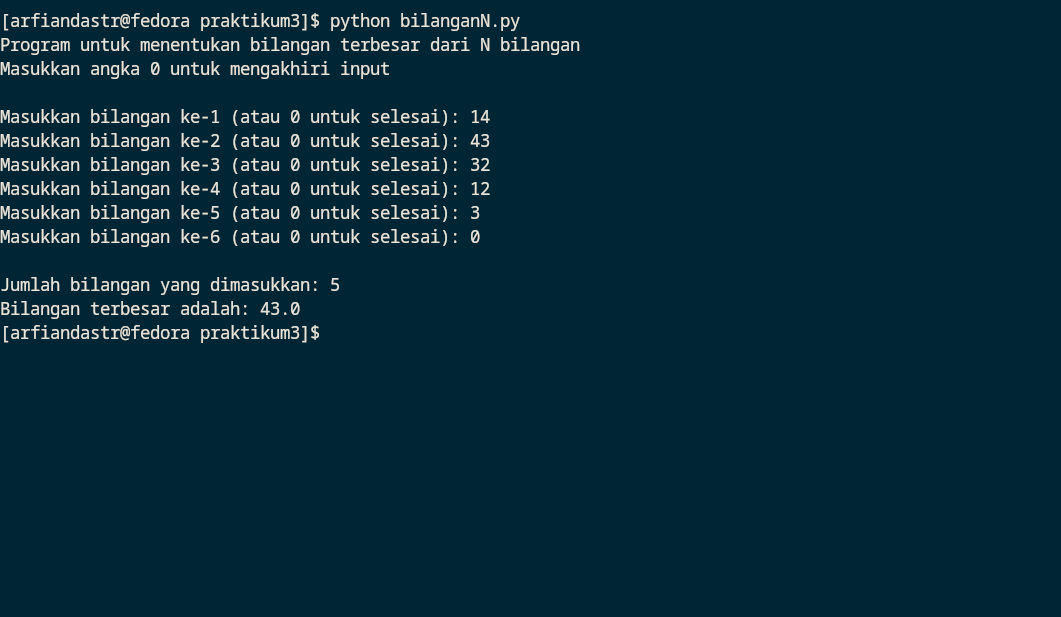 [arfiandastr@fedora praktikum3]$ python bilanganN.py
Program untuk menentukan bilangan terbesar dari N bilangan
Masukkan angka 0 untuk mengakhiri input
Masukkan bilangan ke-1 (atau 0 untuk selesai): 14
Masukkan bilangan ke-2 (atau 0 untuk selesai): 43
Masukkan bilangan ke-3 (atau 0 untuk selesai): 32
Masukkan bilangan ke-4 (atau 0 untuk selesai): 12
Masukkan bilangan ke-5 (atau 0 untuk selesai): 3
Masukkan bilangan ke-6 (atau 0 untuk selesai): 0
Jumlah bilangan yang dimasukkan: 5
Bilangan terbesar adalah: 43.0
[arfiandastr@fedora praktikum3]$